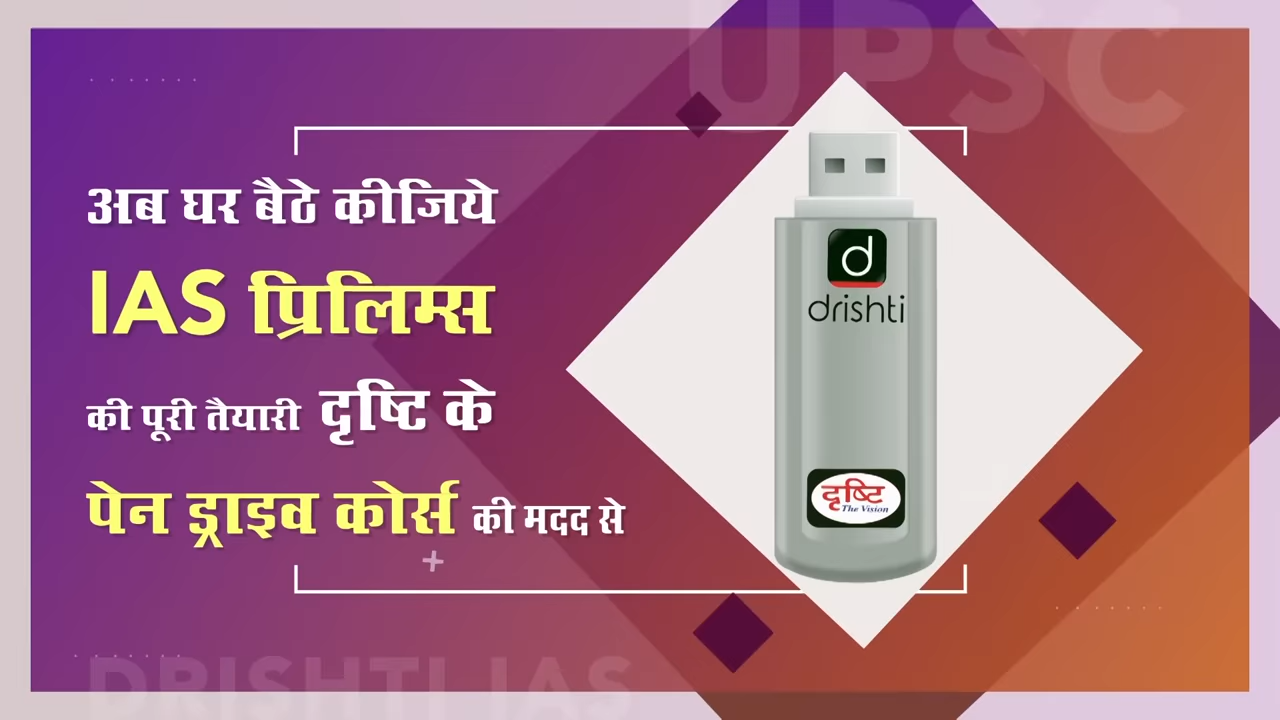 UPSC
अब घर बैठे कीजिये
IAS प्रिलिम्स
की पूरी तैयारी दृष्टि के
पेन ड्राइव कोर्स की मदद से
d
drishti
दृष्टि
The Vision
DRISHTI IAS